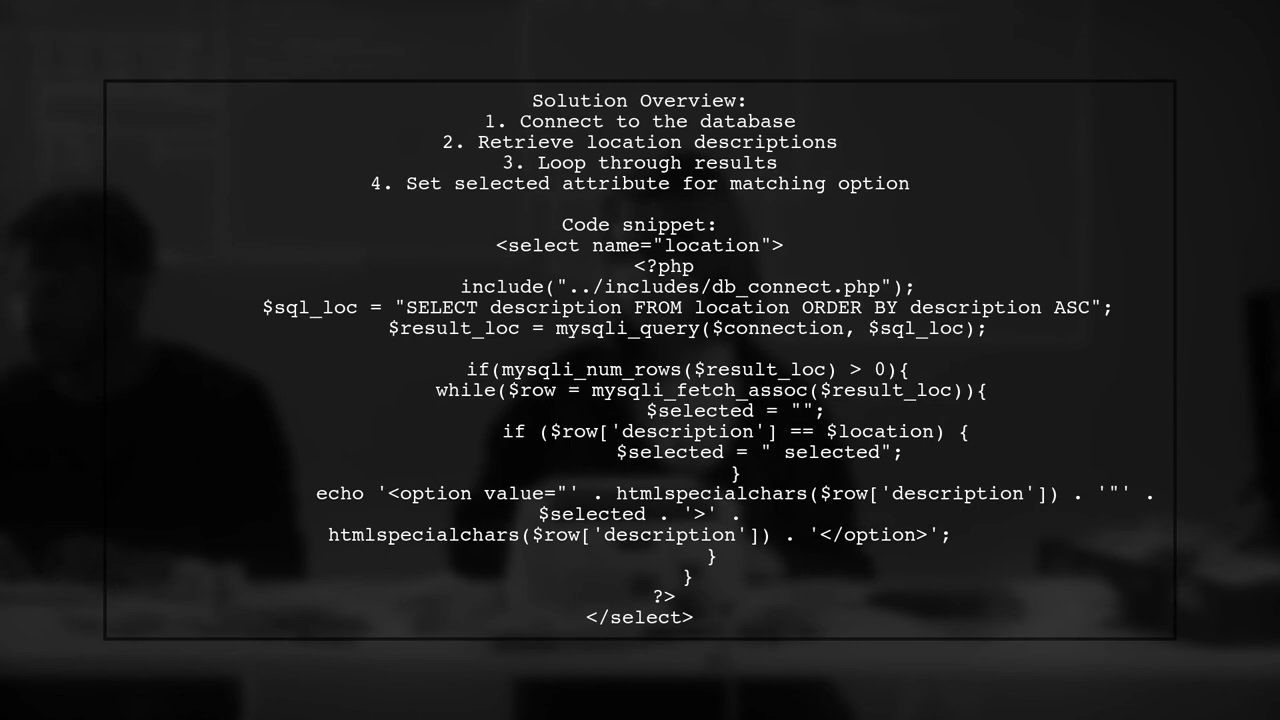 Solution Overview:
1. Connect to the database
2. Retrieve location descriptions
3. Loop through results
4. Set selected attribute for matching option
Code snippet:
<select name="location">
<?php
include("../includes/db_connect.php");
$sql_loc = "SELECT description FROM location ORDER BY description ASC";
$result_loc = mysqli_query($connection, $sql_loc);
if(mysqli_num_rows($result_loc) > 0){
while($row = mysqli_fetch_assoc($result_loc)){
$selected = "";
if ($row['description'] == $location) {
$selected = " selected";
}
echo '<option value="' . htmlspecialchars($row['description']) . '"' .
$selected . '>' .
htmlspecialchars($row['description']) . '</option>';
}
}
?>
</select>